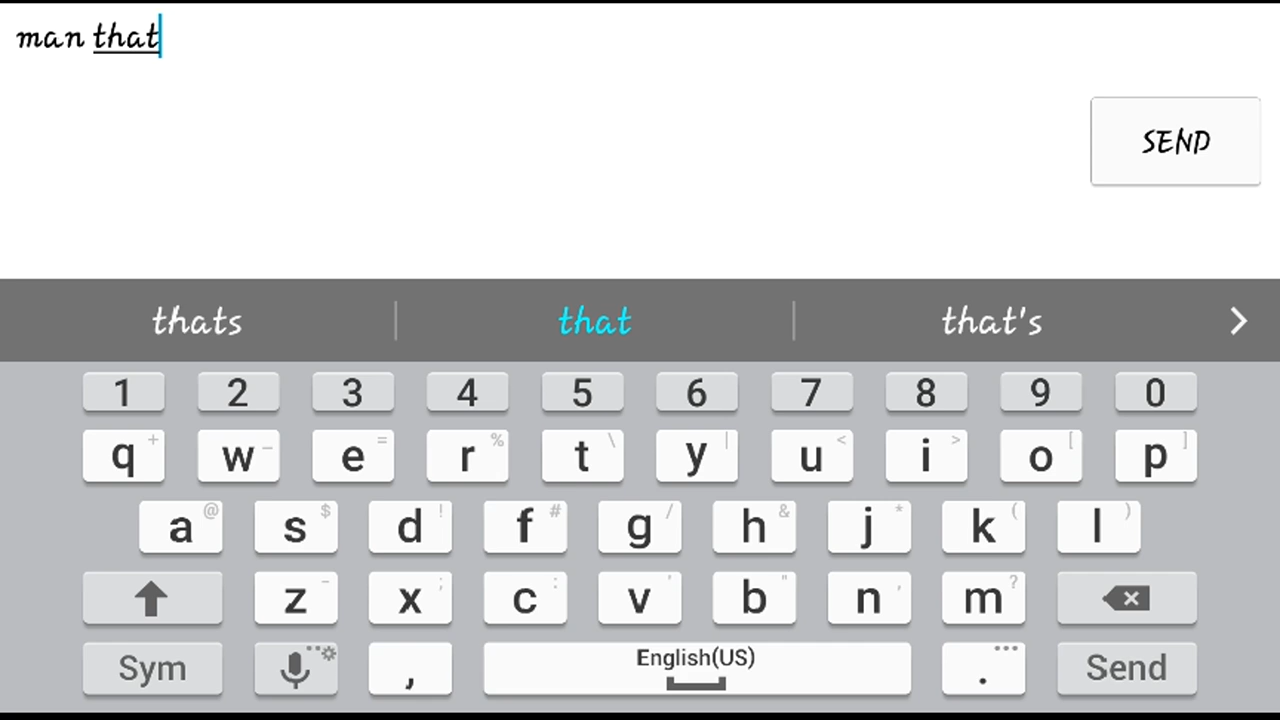 man that
SEND
thats that that's
1 2 3 4 5 6 7 8 9 0
q + w - e = r % t \ y | u < i > o [ p ]
a @ s $ d ! f # g / h & j * k ( l )
z - x ; c : v ' b " n , m ?
Sym , English(US) . Send